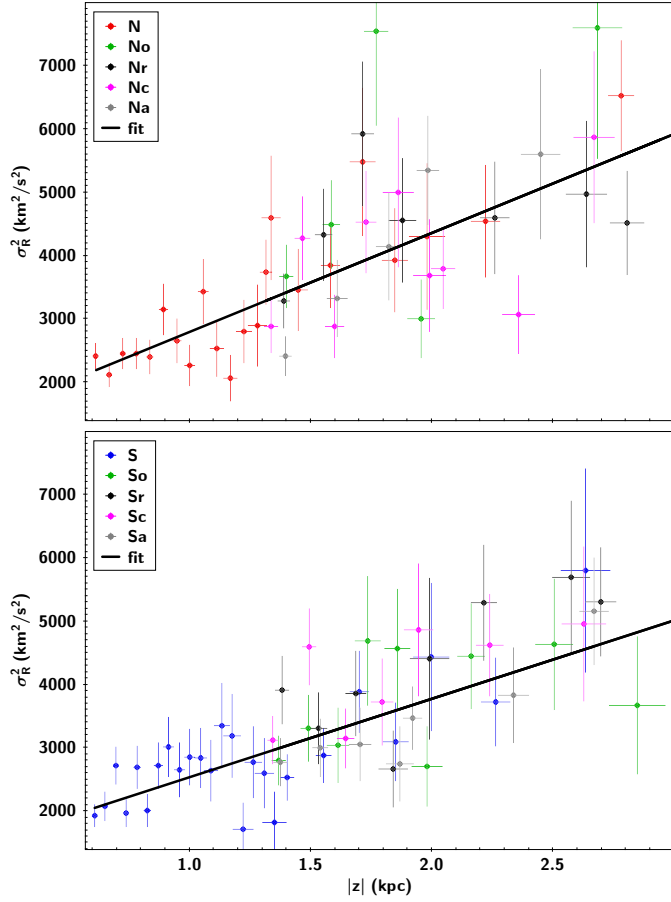 N
No
Nr
Nc
Na
fit
7000
6000
5000
4000
3000
2000
σ²R (km²/s²)
S
So
Sr
Sc
Sa
fit
7000
6000
5000
4000
3000
2000
σ²R (km²/s²)
1.0 1.5 2.0 2.5
|z| (kpc)